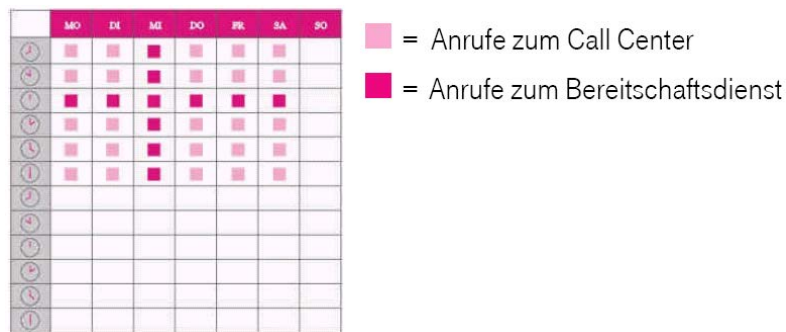 MO DI MI DO FR SA SO
= Anrufe zum Call Center
= Anrufe zum Bereitschaftsdienst